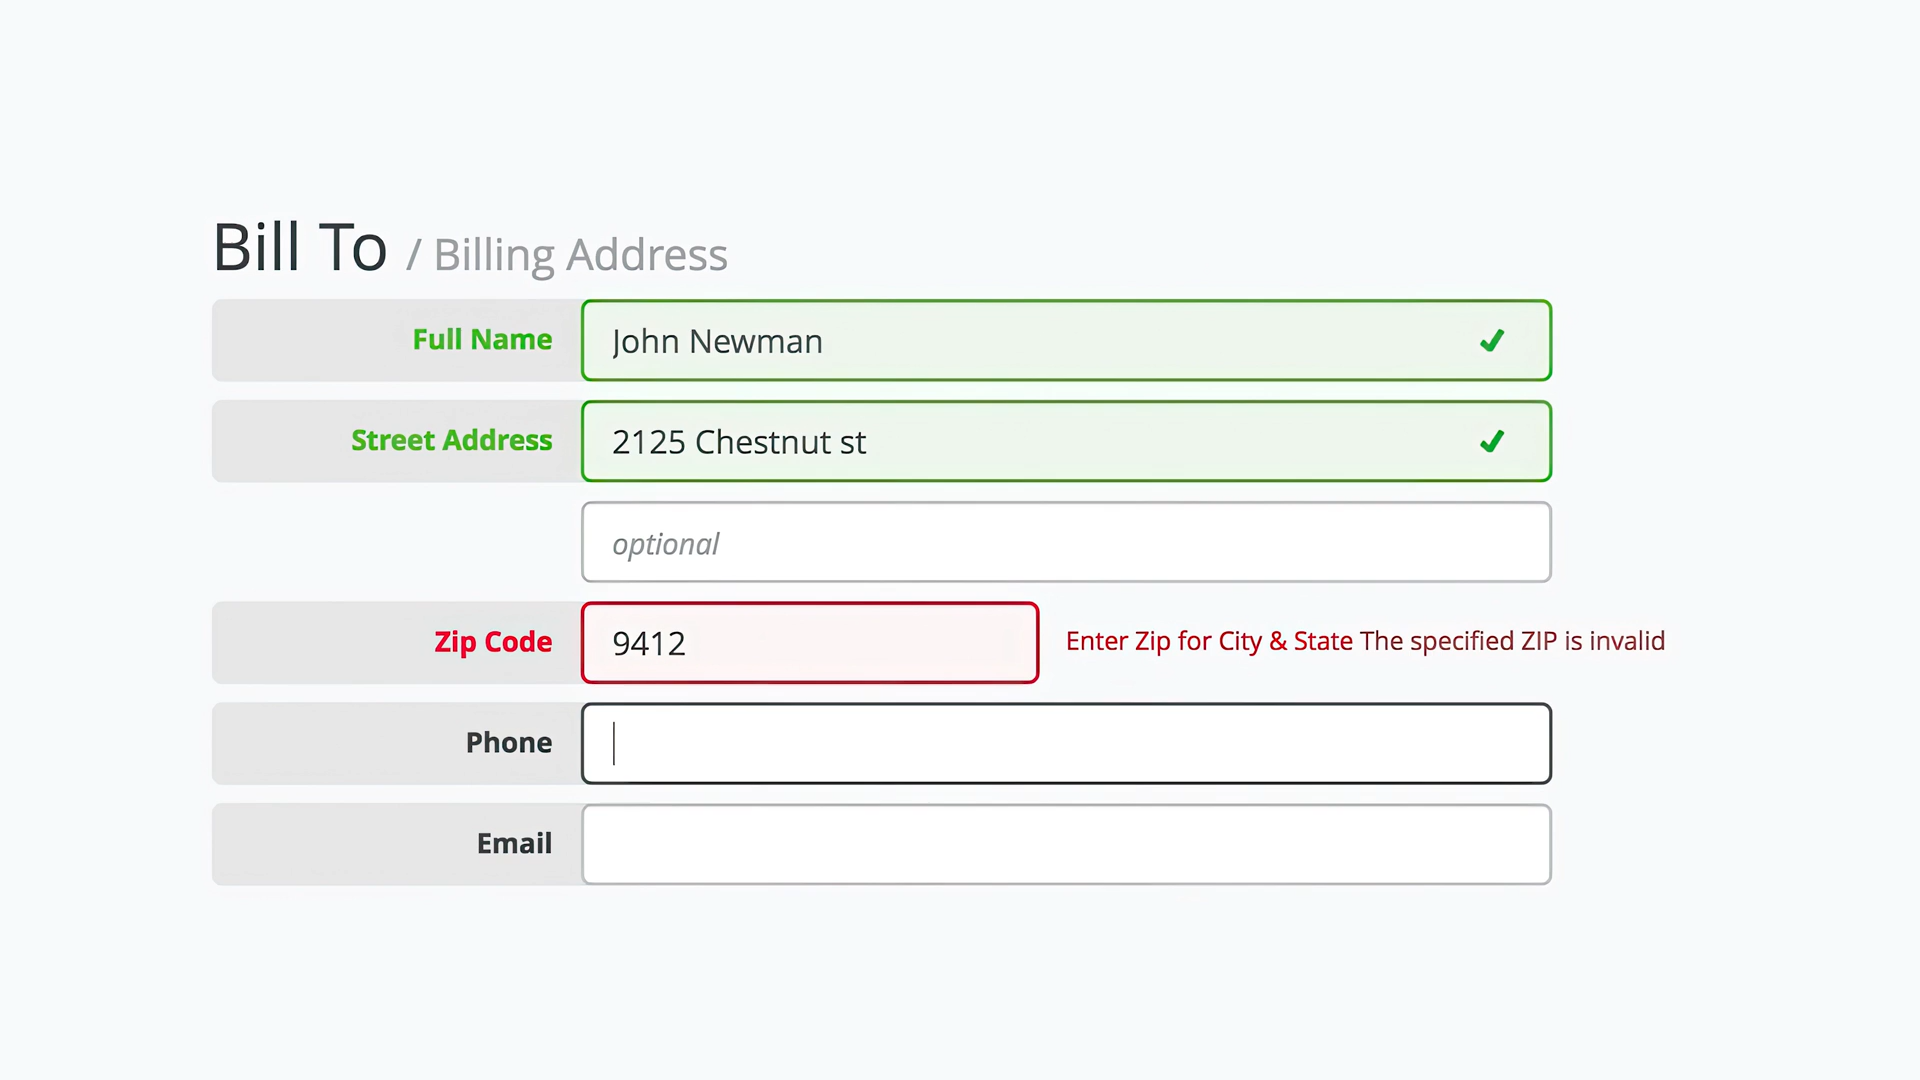 Bill To / Billing Address
Full Name John Newman
Street Address 2125 Chestnut st
optional
Zip Code 9412 Enter Zip for City & State The specified ZIP is invalid
Phone
Email